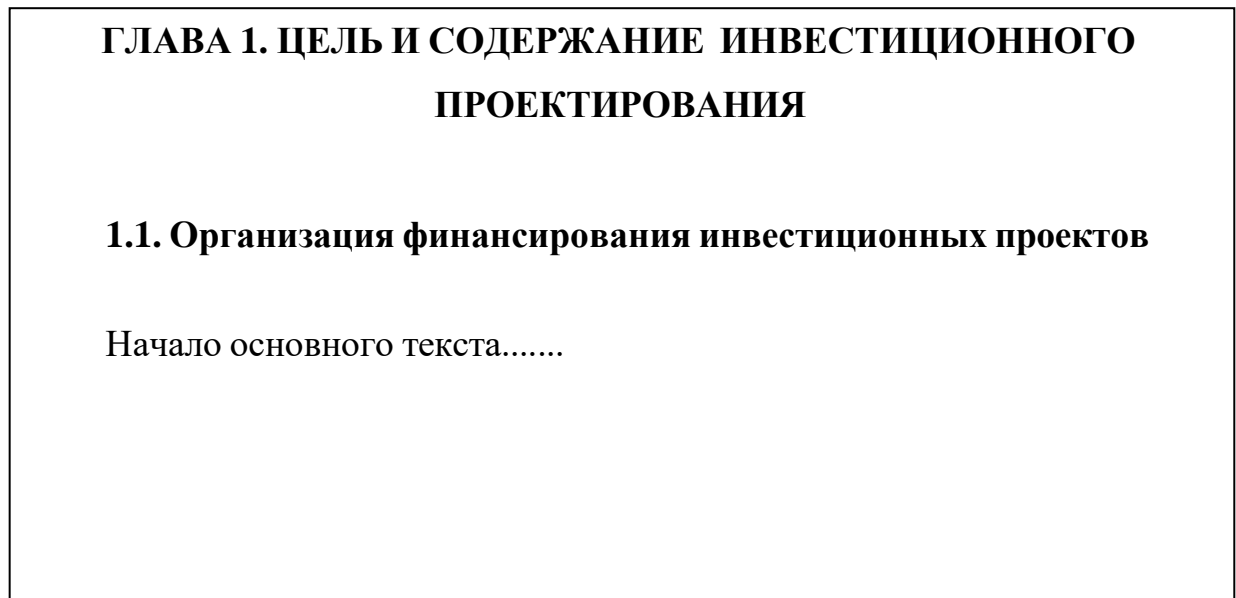 ГЛАВА 1. ЦЕЛЬ И СОДЕРЖАНИЕ  ИНВЕСТИЦИОННОГО
ПРОЕКТИРОВАНИЯ
1.1. Организация финансирования инвестиционных проектов
Начало основного текста.......